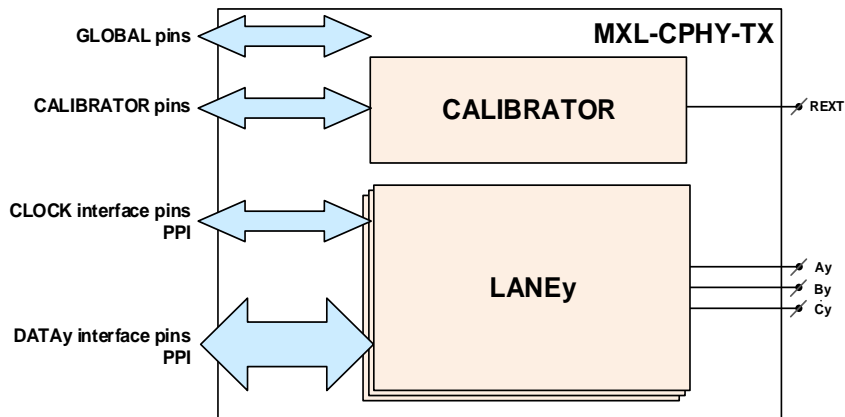 MXL-CPHY-TX
GLOBAL pins
CALIBRATOR pins
CALIBRATOR
REXT
CLOCK interface pins
PPI
LANEy
Ay
By
Cy
DATAy interface pins
PPI